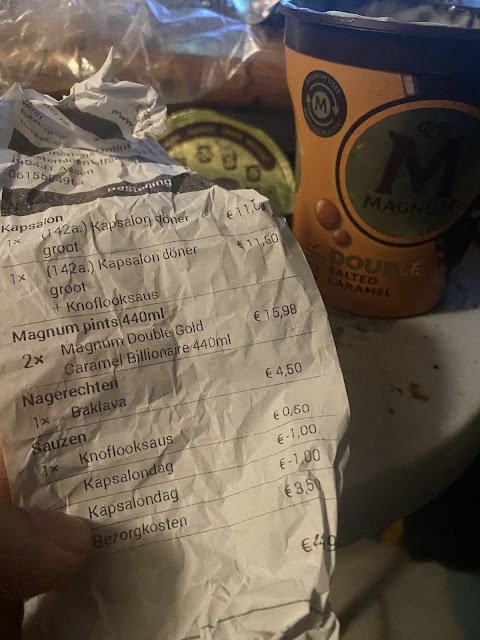 Bestelling
Kapsalon
1x (142a.) Kapsalon döner
groot
1x (142a.) Kapsalon döner € 11,50
groot
+ Knoflooksaus
Magnum pints 440ml
2x Magnum Double Gold € 15,98
Caramel Billionaire 440ml
Nagerechten
1x Baklava € 4,50
Sauzen
1x Knoflooksaus € 0,50
Kapsalondag €-1,00
Kapsalondag €-1,00
Bezorgkosten € 3,50
M
M
MAGNUM
DOUBLE
SALTED
CARAMEL